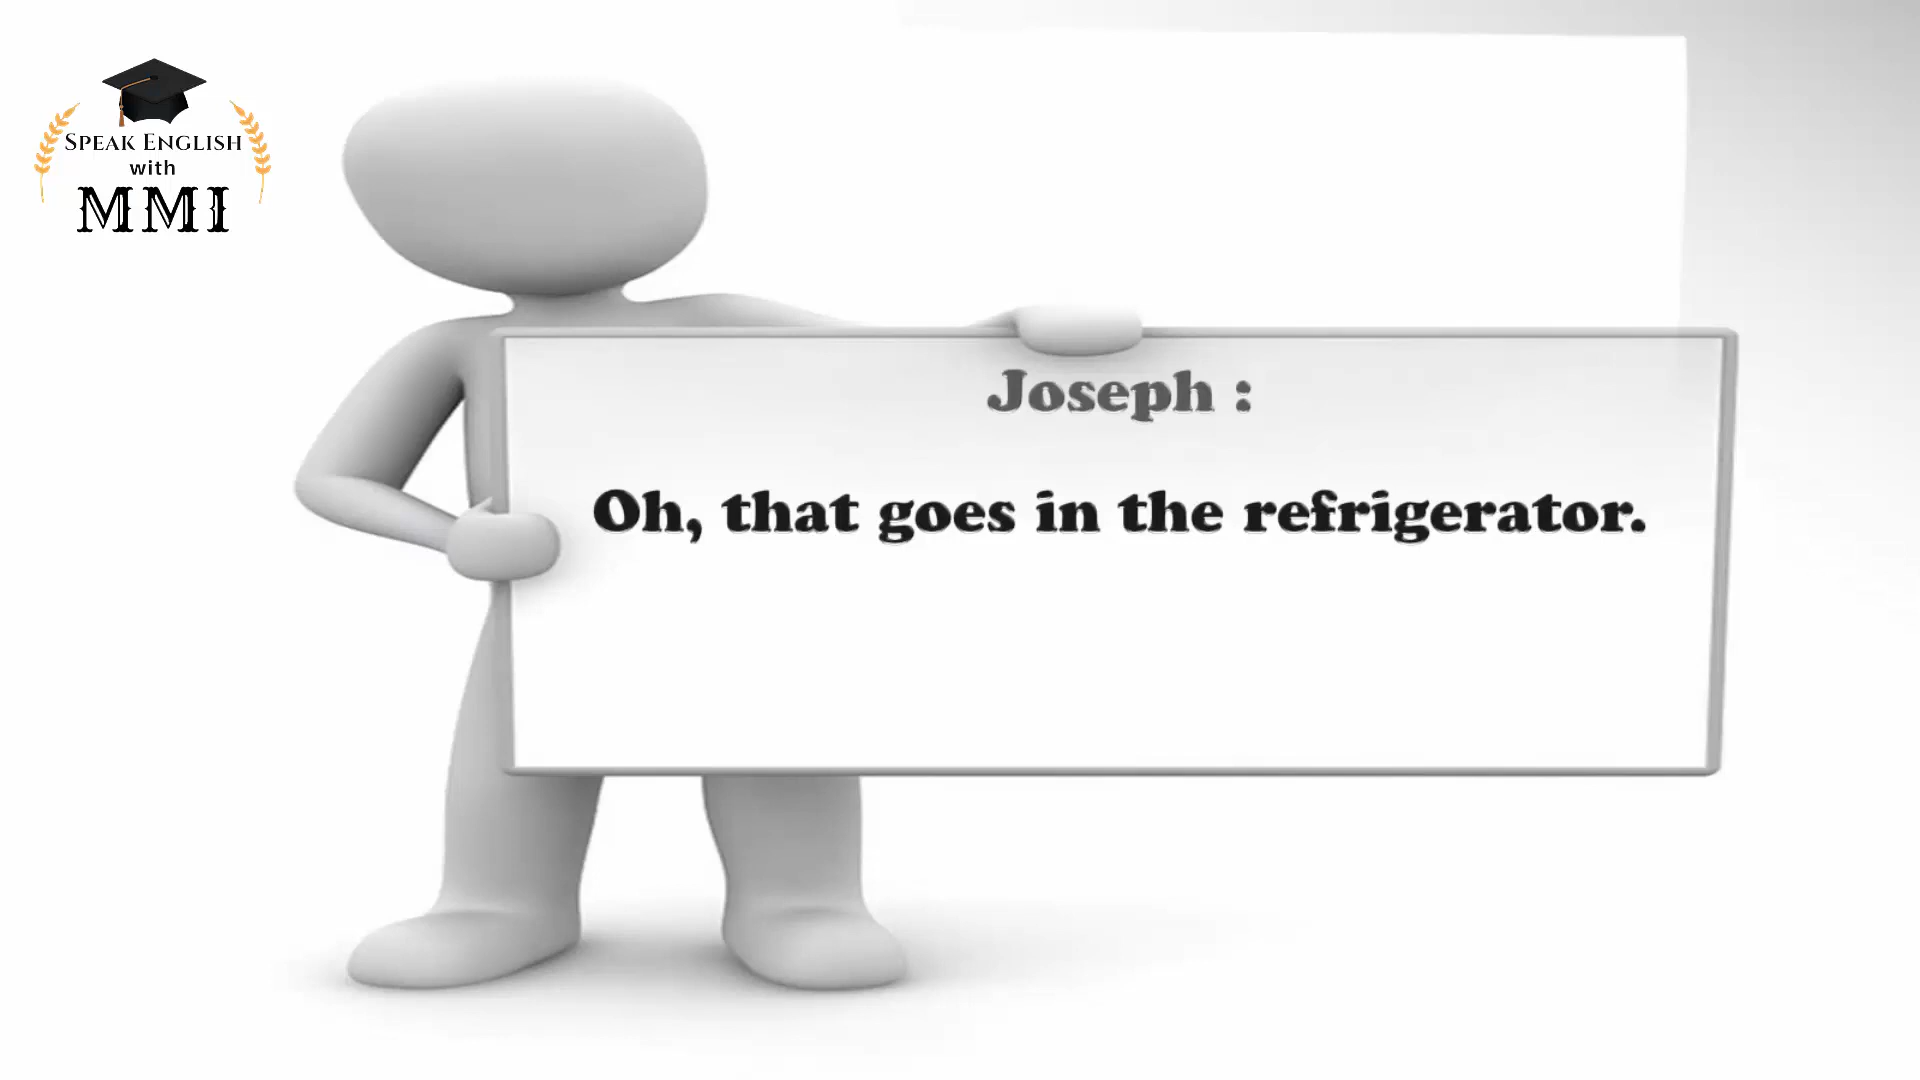 SPEAK ENGLISH
with
MMI
Joseph :
Oh, that goes in the refrigerator.